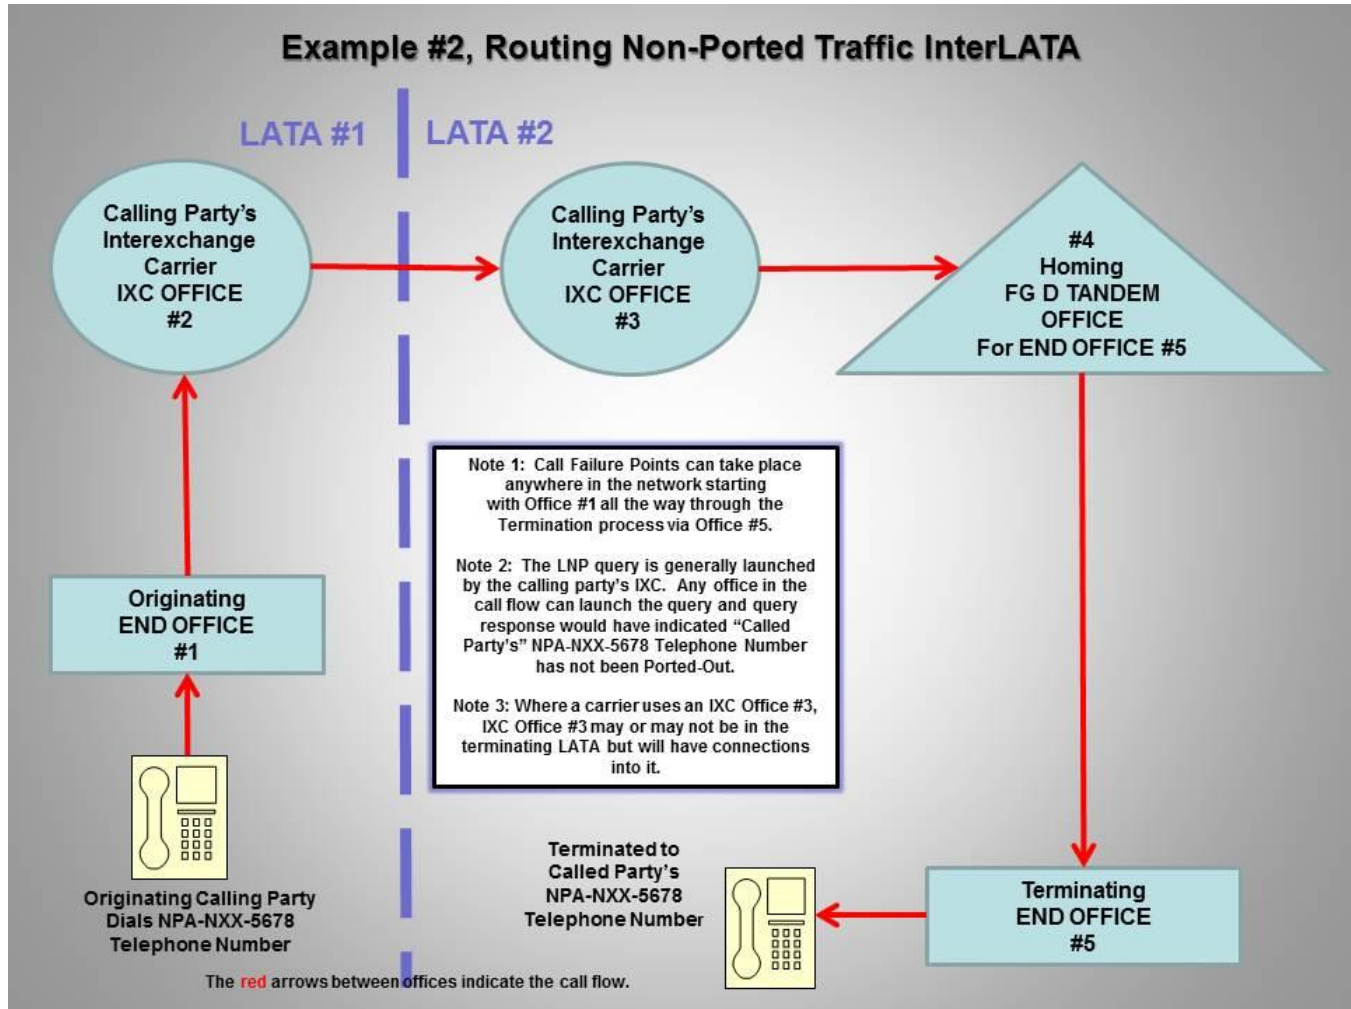 Example #2, Routing Non-Ported Traffic InterLATA
LATA #1
LATA #2
Calling Party's
Interexchange
Carrier
IXC OFFICE
#2
Calling Party's
Interexchange
Carrier
IXC OFFICE
#3
#4
Homing
FG D TANDEM
OFFICE
For END OFFICE #5
Note 1: Call Failure Points can take place
anywhere in the network starting
with Office #1 all the way through the
Termination process via Office #5.
Note 2: The LNP query is generally launched
by the calling party's IXC. Any office in the
call flow can launch the query and query
response would have indicated “Called
Party's” NPA-NXX-5678 Telephone Number
has not been Ported-Out.
Note 3: Where a carrier uses an IXC Office #3,
IXC Office #3 may or may not be in the
terminating LATA but will have connections
into it.
Originating
END OFFICE
#1
Originating Calling Party
Dials NPA-NXX-5678
Telephone Number
Terminated to
Called Party's
NPA-NXX-5678
Telephone Number
Terminating
END OFFICE
#5
The red arrows between offices indicate the call flow.